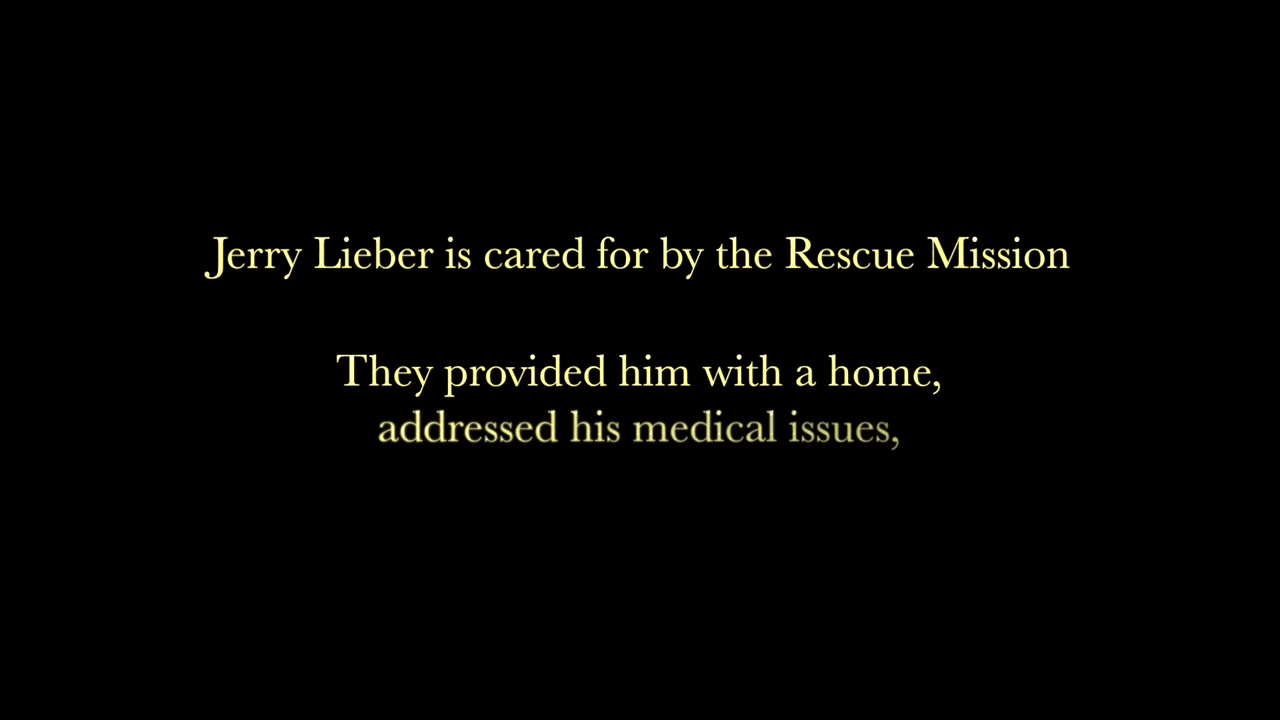 Jerry Lieber is cared for by the Rescue Mission
They provided him with a home,
addressed his medical issues,